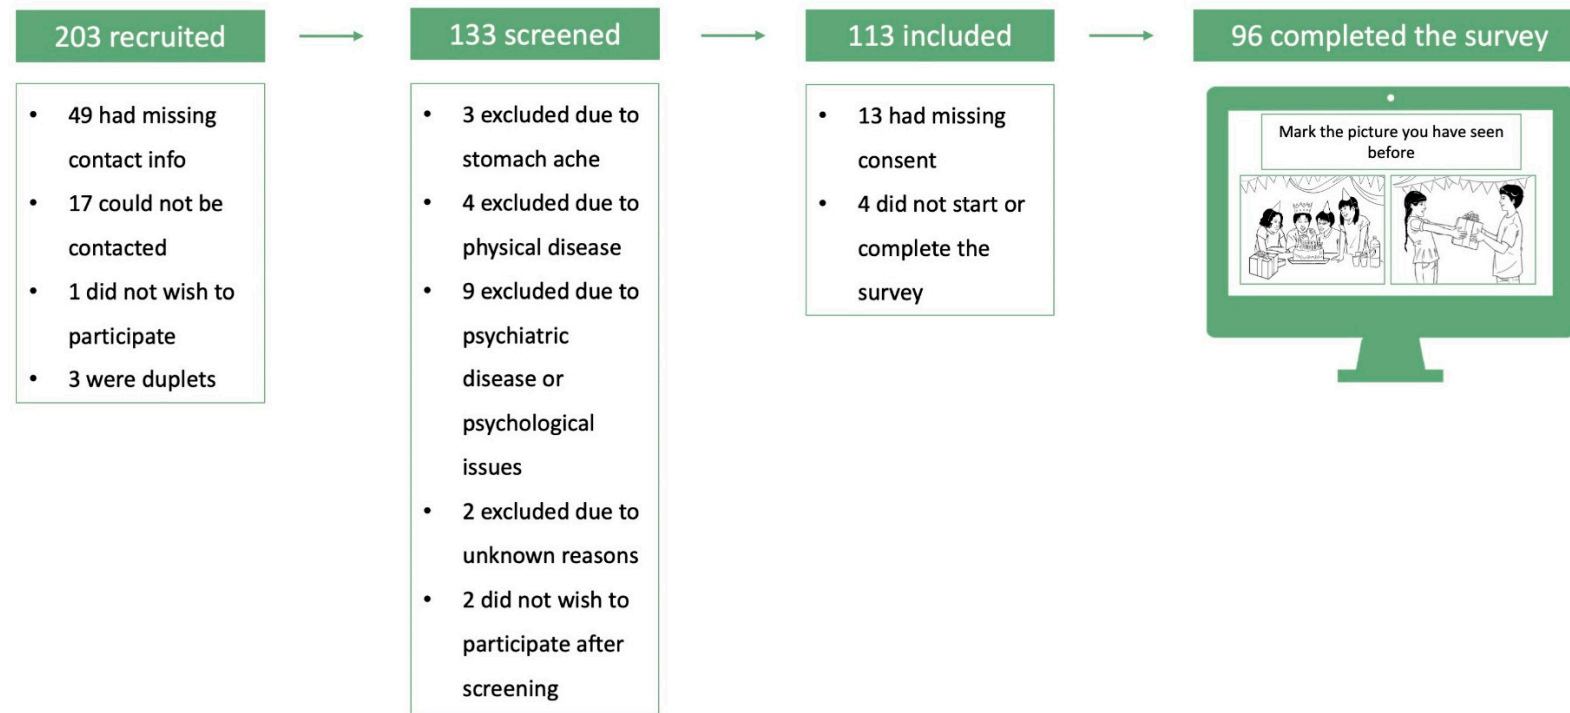 203 recruited
• 49 had missing
contact info
• 17 could not be
contacted
• 1 did not wish to
participate
• 3 were duplets
133 screened
• 3 excluded due to
stomach ache
• 4 excluded due to
physical disease
• 9 excluded due to
psychiatric
disease or
psychological
issues
• 2 excluded due to
unknown reasons
• 2 did not wish to
participate after
screening
113 included
• 13 had missing
consent
• 4 did not start or
complete the
survey
96 completed the survey
Mark the picture you have seen
before